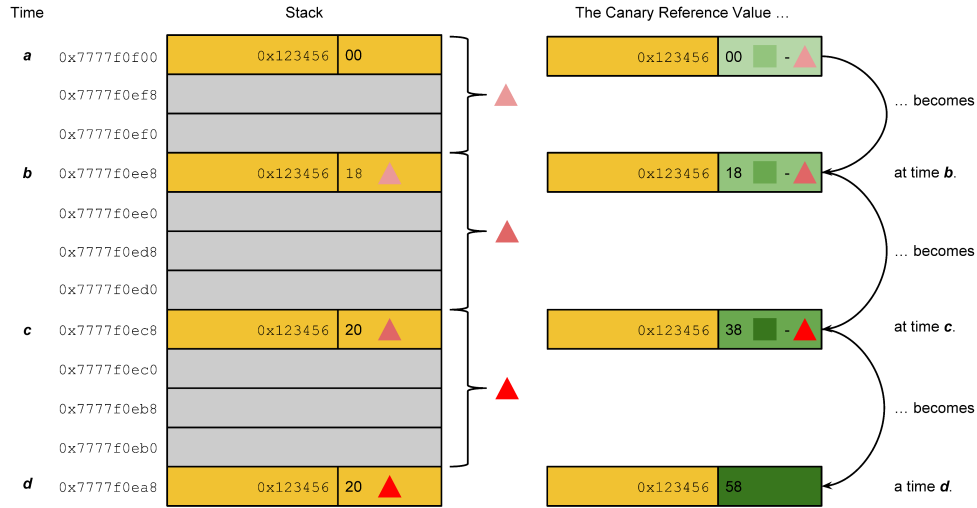 Time Stack The Canary Reference Value ...
a 0x7777f0f00 0x123456 00 0x123456 00 -
0x7777f0ef8 ... becomes
0x7777f0ef0
b 0x7777f0ee8 0x123456 18 0x123456 18 - at time b.
0x7777f0ee0
0x7777f0ed8 ... becomes
0x7777f0ed0
c 0x7777f0ec8 0x123456 20 0x123456 38 - at time c.
0x7777f0ec0
0x7777f0eb8 ... becomes
0x7777f0eb0
d 0x7777f0ea8 0x123456 20 0x123456 58 a time d.